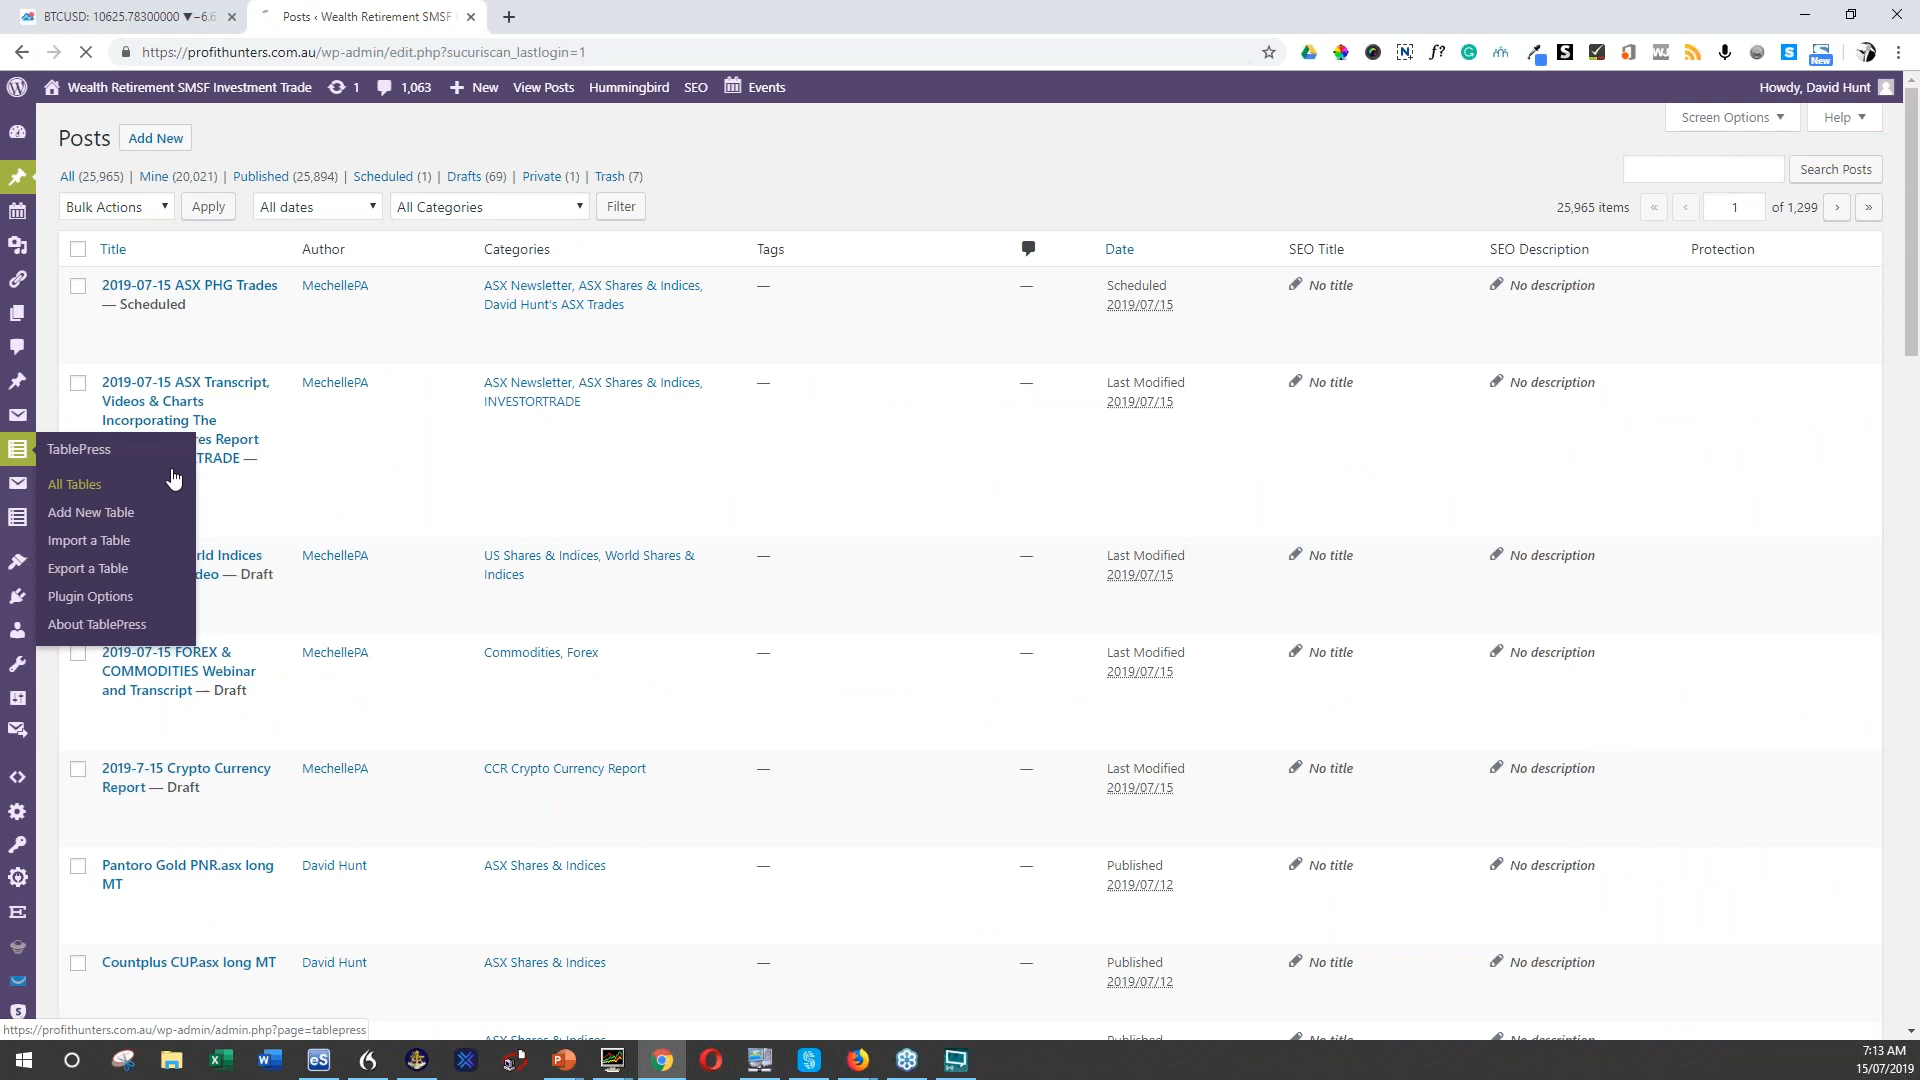 BTCUSD: 10625.78300000 ▼−6.6
Posts ‹ Wealth Retirement SMSF
https://profithunters.com.au/wp-admin/edit.php?sucuriscan_lastlogin=1
New
Wealth Retirement SMSF Investment Trade 1 1,063 New View Posts Hummingbird SEO Events Howdy, David Hunt
Screen Options ▼ Help ▼
Posts Add New
All (25,965) | Mine (20,021) | Published (25,894) | Scheduled (1) | Drafts (69) | Private (1) | Trash (7)
Search Posts
Bulk Actions Apply All dates All Categories Filter 25,965 items « ‹ 1 of 1,299 › »
Title Author Categories Tags Date SEO Title SEO Description Protection
2019-07-15 ASX PHG Trades MechellePA ASX Newsletter, ASX Shares & Indices, — — Scheduled No title No description
— Scheduled David Hunt's ASX Trades 2019/07/15
2019-07-15 ASX Transcript, MechellePA ASX Newsletter, ASX Shares & Indices, — — Last Modified No title No description
Videos & Charts INVESTORTRADE 2019/07/15
Incorporating The
res Report
TRADE —
TablePress
All Tables
Add New Table
Import a Table
Export a Table
Plugin Options
About TablePress
rld Indices MechellePA US Shares & Indices, World Shares & — — Last Modified No title No description
deo — Draft Indices 2019/07/15
2019-07-15 FOREX & MechellePA Commodities, Forex — — Last Modified No title No description
COMMODITIES Webinar 2019/07/15
and Transcript — Draft
2019-7-15 Crypto Currency MechellePA CCR Crypto Currency Report — — Last Modified No title No description
Report — Draft 2019/07/15
Pantoro Gold PNR.asx long David Hunt ASX Shares & Indices — — Published No title No description
MT 2019/07/12
Countplus CUP.asx long MT David Hunt ASX Shares & Indices — — Published No title No description
2019/07/12
ASX Shares & Indices Published No title No description
https://profithunters.com.au/wp-admin/admin.php?page=tablepress
7:13 AM
15/07/2019